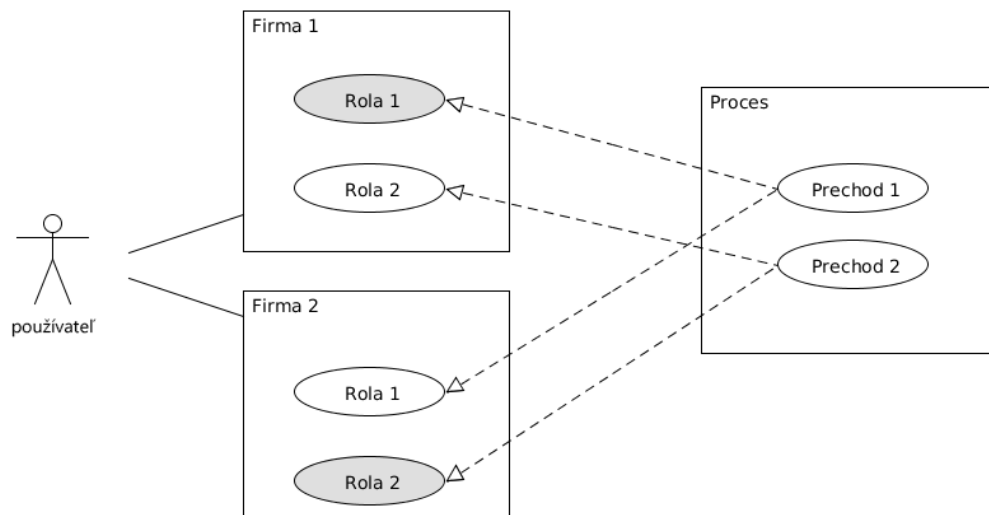 Firma 1
Rola 1
Rola 2
používateľ
Firma 2
Rola 1
Rola 2
Proces
Prechod 1
Prechod 2